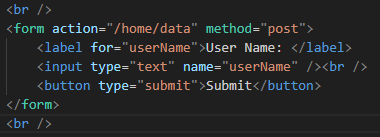 <br />
<form action="/home/data" method="post">
    <label for="userName">User Name: </label>
    <input type="text" name="userName" /><br />
    <button type="submit">Submit</button>
</form>
<br />